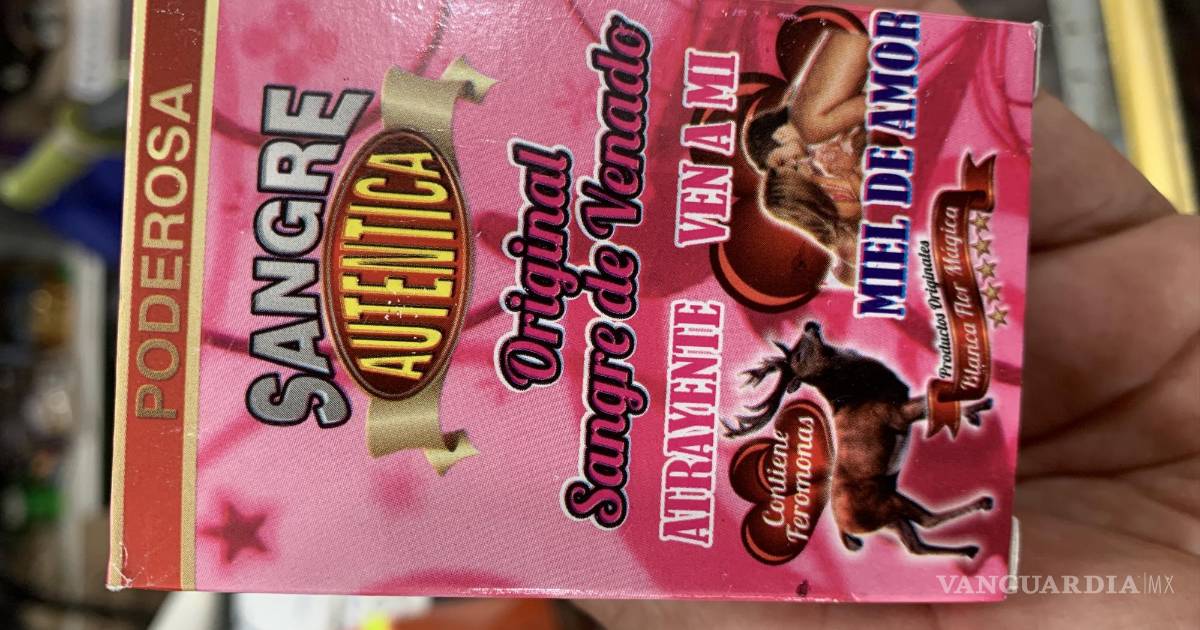 PODEROSA
SANGRE
AUTENTICA
Original
Sangre de Venado
ATRAYENTE VEN A MI
Contiene
Feromonas
MIEL DE AMOR
Productos Originales
Blanca Flor Magica
VANGUARDIA|MX